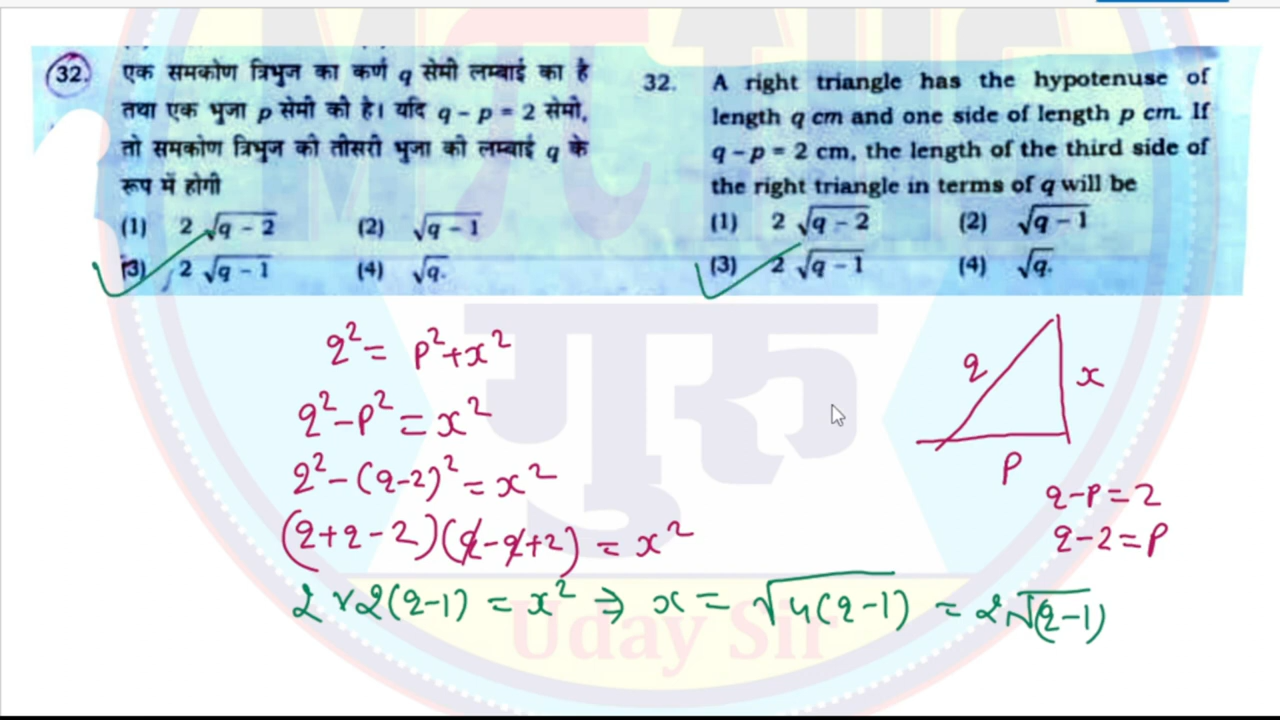 32. एक समकोण त्रिभुज का कर्ण q सेमी लम्बाई का है
तथा एक भुजा p सेमी की है। यदि q - p = 2 सेमी,
तो समकोण त्रिभुज की तीसरी भुजा की लम्बाई q के
रूप में होगी
(1) 2 √(q - 2) (2) √(q - 1)
(3) 2 √(q - 1) (4) √q.
32. A right triangle has the hypotenuse of
length q cm and one side of length p cm. If
q - p = 2 cm, the length of the third side of
the right triangle in terms of q will be
(1) 2 √(q - 2) (2) √(q - 1)
(3) 2 √(q - 1) (4) √q.
q² = p² + x²
q² - p² = x²
q² - (q-2)² = x²
(q+q-2)(q-q+2) = x²
2×2(q-1) = x² ⇒ x = √4(q-1) = 2√(q-1)
q
x
p
q-p=2
q-2=p
गुरु
Uday Sir